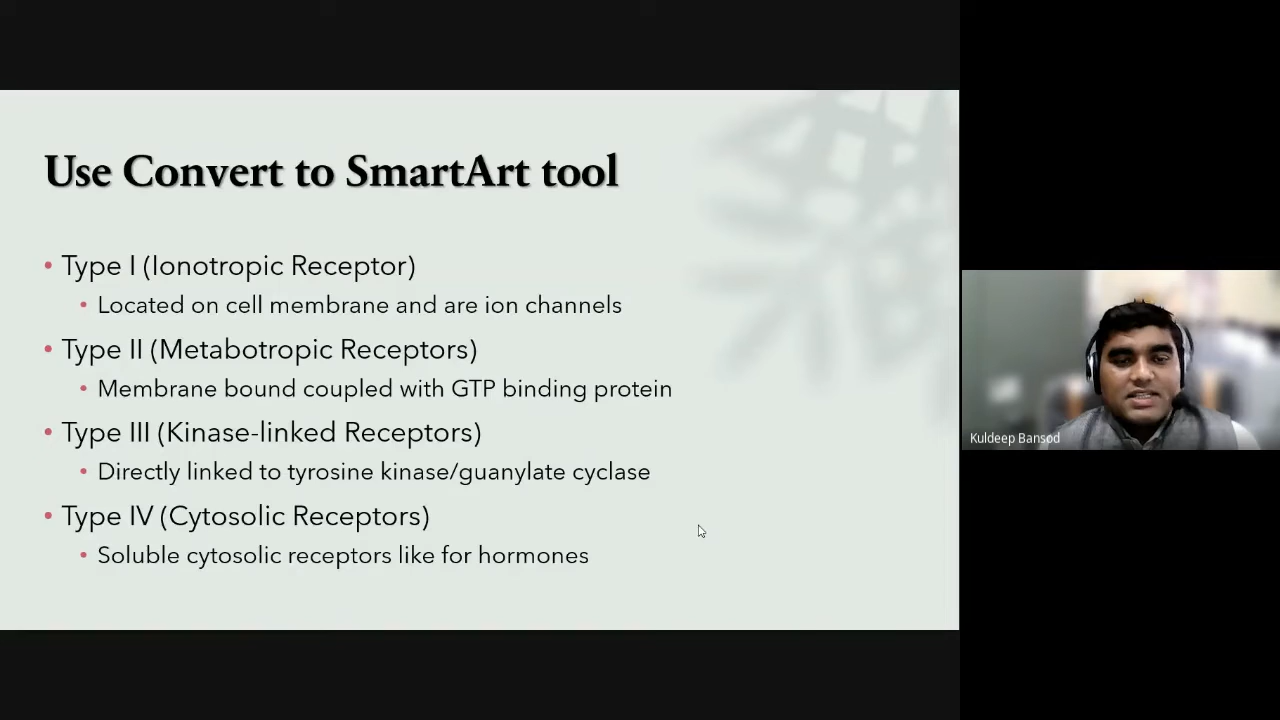 Use Convert to SmartArt tool
• Type I (Ionotropic Receptor)
• Located on cell membrane and are ion channels
• Type II (Metabotropic Receptors)
• Membrane bound coupled with GTP binding protein
• Type III (Kinase-linked Receptors)
• Directly linked to tyrosine kinase/guanylate cyclase
• Type IV (Cytosolic Receptors)
• Soluble cytosolic receptors like for hormones
Kuldeep Bansod